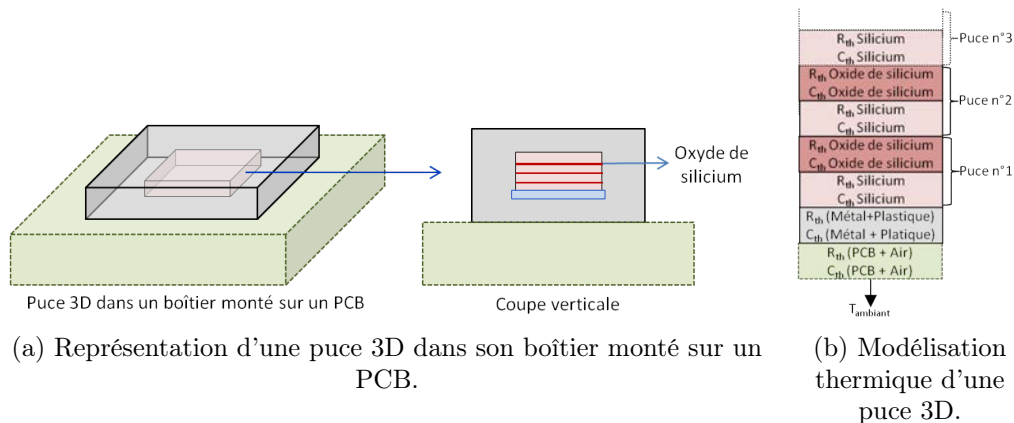 Puce 3D dans un boîtier monté sur un PCB
Oxyde de
silicium
Coupe verticale
(a) Représentation d'une puce 3D dans son boîtier monté sur un
PCB.
R_th Silicium
C_th Silicium
R_th Oxide de silicium
C_th Oxide de silicium
R_th Silicium
C_th Silicium
R_th Oxide de silicium
C_th Oxide de silicium
R_th Silicium
C_th Silicium
R_th (Métal+Plastique)
C_th (Métal + Platique)
R_th (PCB + Air)
C_th (PCB + Air)
T_ambiant
Puce n°3
Puce n°2
Puce n°1
(b) Modélisation
thermique d'une
puce 3D.